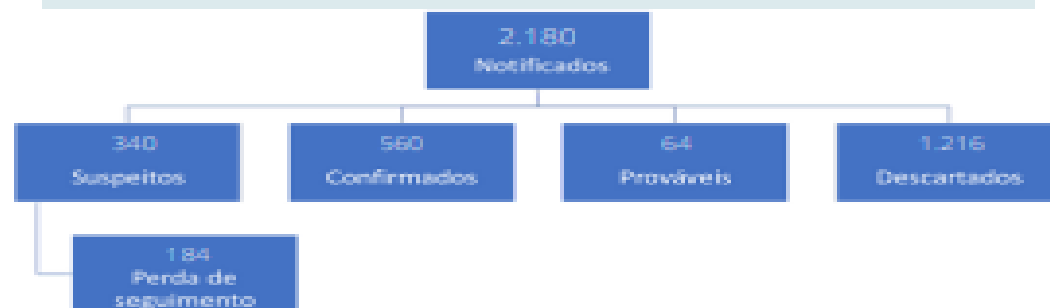 2.180
Notificados
340
Suspeitos
560
Confirmados
64
Prováveis
1.216
Descartados
184
Perda de
seguimento